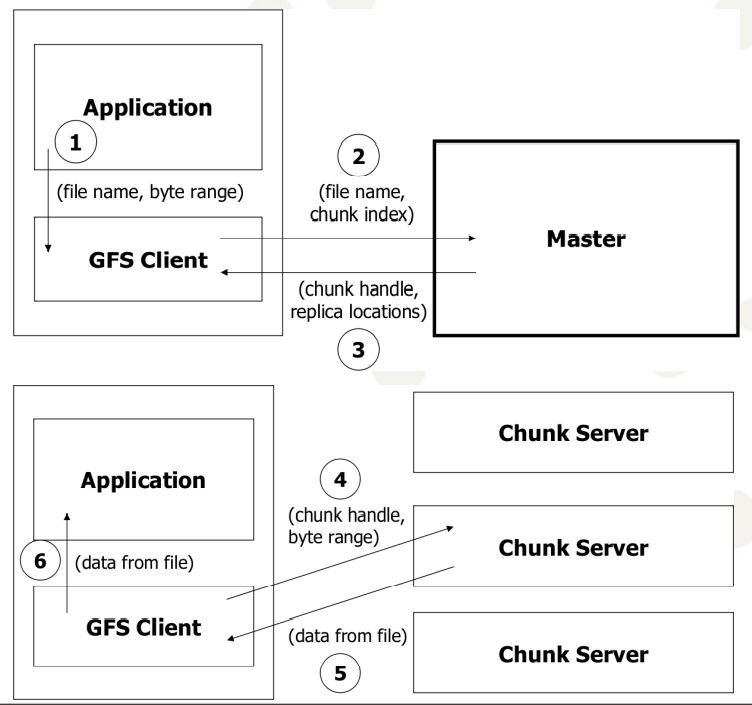 Application
1
(file name, byte range)
GFS Client
2
(file name,
chunk index)
Master
(chunk handle,
replica locations)
3
Application
6
(data from file)
GFS Client
4
(chunk handle,
byte range)
(data from file)
5
Chunk Server
Chunk Server
Chunk Server